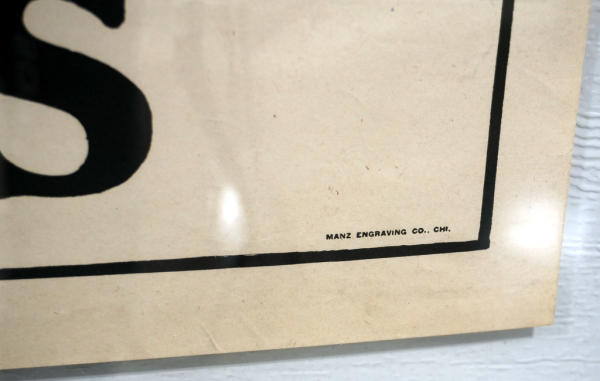 S
MANZ ENGRAVING CO., CHI.